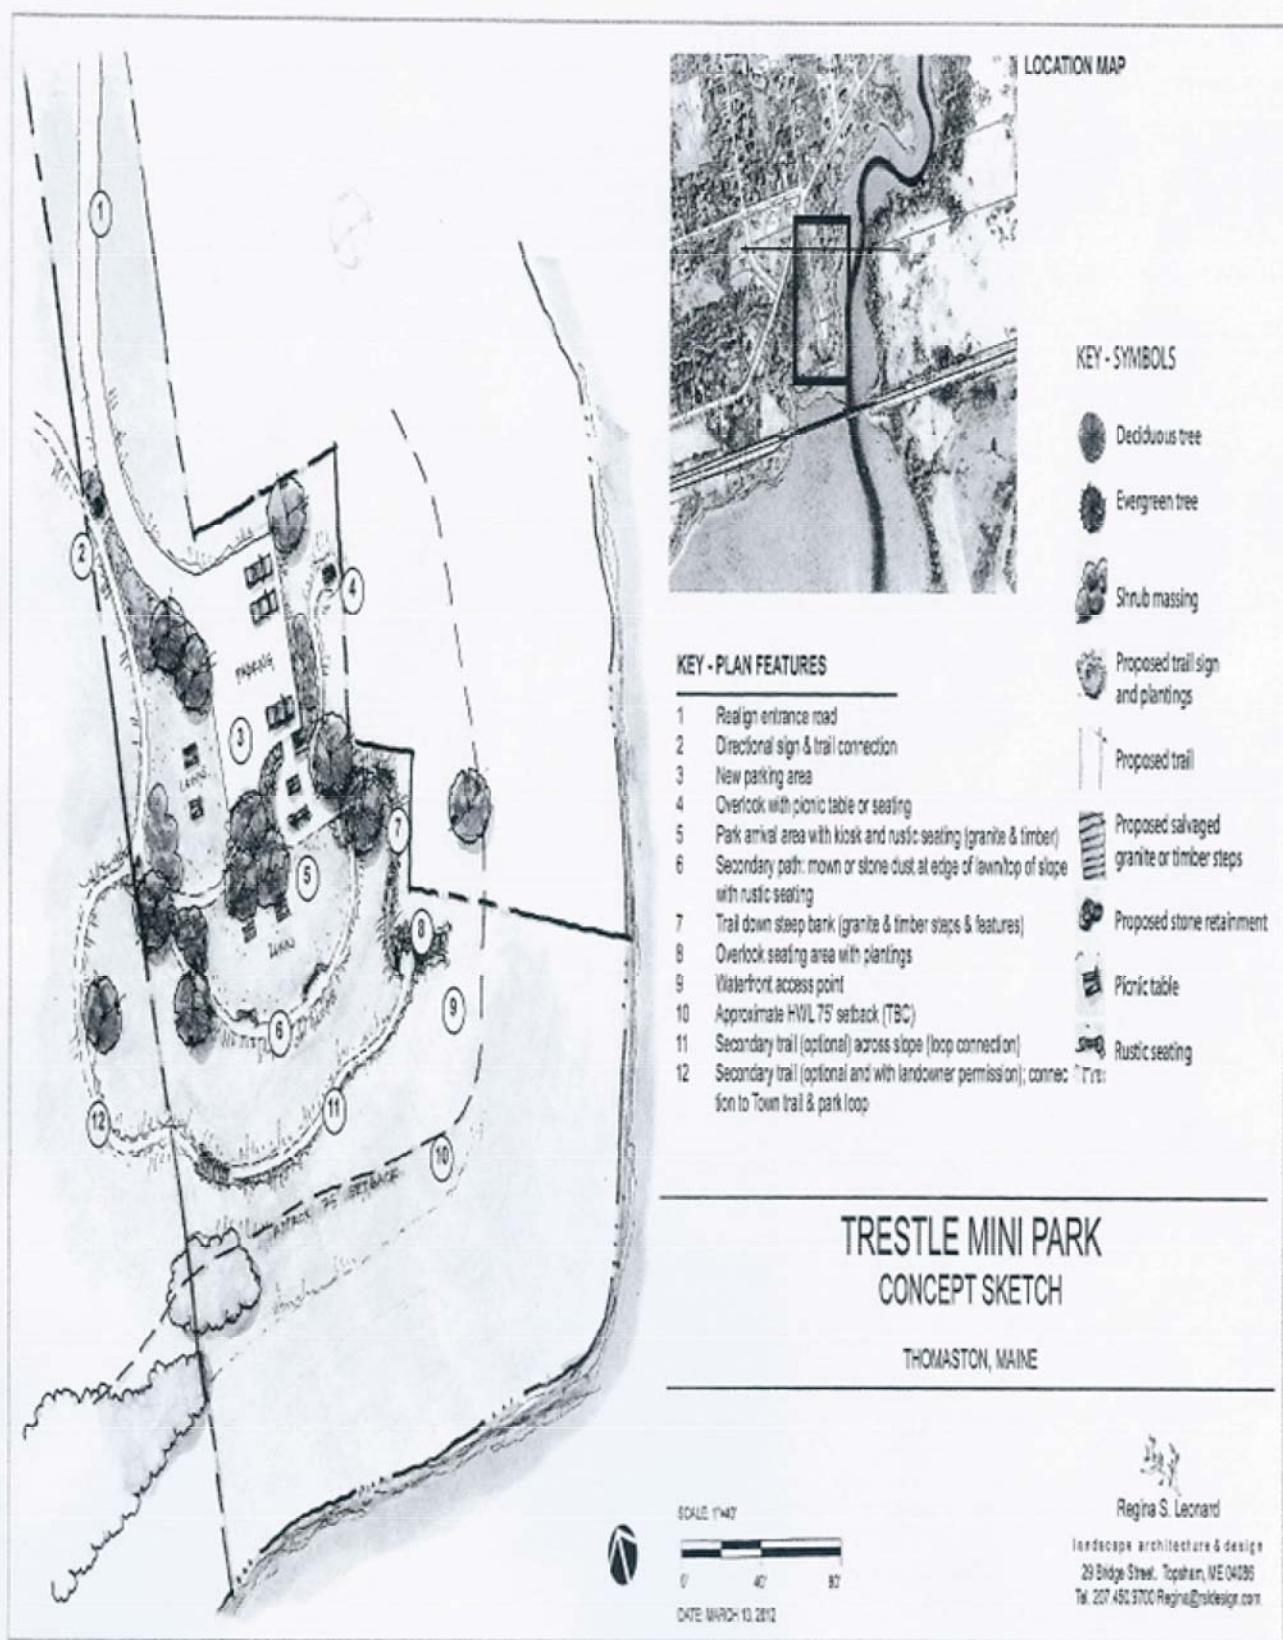 LOCATION MAP
KEY - SYMBOLS
Deciduous tree
Evergreen tree
Shrub massing
Proposed trail sign
and plantings
Proposed trail
Proposed salvaged
granite or timber steps
Proposed stone retainment
Picnic table
Rustic seating
KEY - PLAN FEATURES
1 Realign entrance road
2 Directional sign & trail connection
3 New parking area
4 Overlook with picnic table or seating
5 Park arrival area with kiosk and rustic seating (granite & timber)
6 Secondary path: mown or stone dust at edge of lawn/top of slope
with rustic seating
7 Trail down steep bank (granite & timber steps & features)
8 Overlook seating area with plantings
9 Waterfront access point
10 Approximate HWL 75' setback (TBC)
11 Secondary trail (optional) across slope (loop connection)
12 Secondary trail (optional and with landowner permission); connec
tion to Town trail & park loop
1
2
4
PARKING
3
LAWN
7
5
8
LAWN
9
6
11
12
10
APPROX 75' SETBACK
TRESTLE MINI PARK
CONCEPT SKETCH
THOMASTON, MAINE
SCALE: 1"=40'
0' 40' 80'
DATE: MARCH 13, 2012
Regina S. Leonard
landscape architecture & design
29 Bridge Street, Topsham, ME 04086
Tel. 207.450.9700 Regina@rsldesign.com